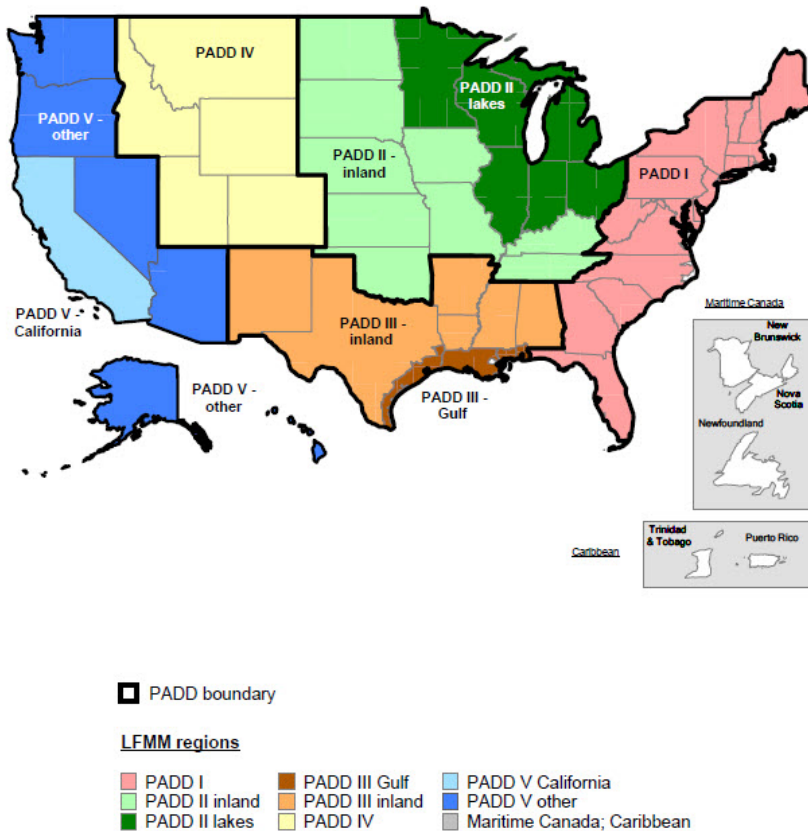 PADD IV
PADD II
lakes
PADD V -
other
PADD II -
inland
PADD I
PADD V -
California
PADD III -
inland
Maritime Canada
New
Brunswick
Nova
Scotia
Newfoundland
PADD V -
other
PADD III -
Gulf
Trinidad
& Tobago
Puerto Rico
Caribbean
PADD boundary
LFMM regions
PADD I
PADD II inland
PADD II lakes
PADD III Gulf
PADD III inland
PADD IV
PADD V California
PADD V other
Maritime Canada; Caribbean